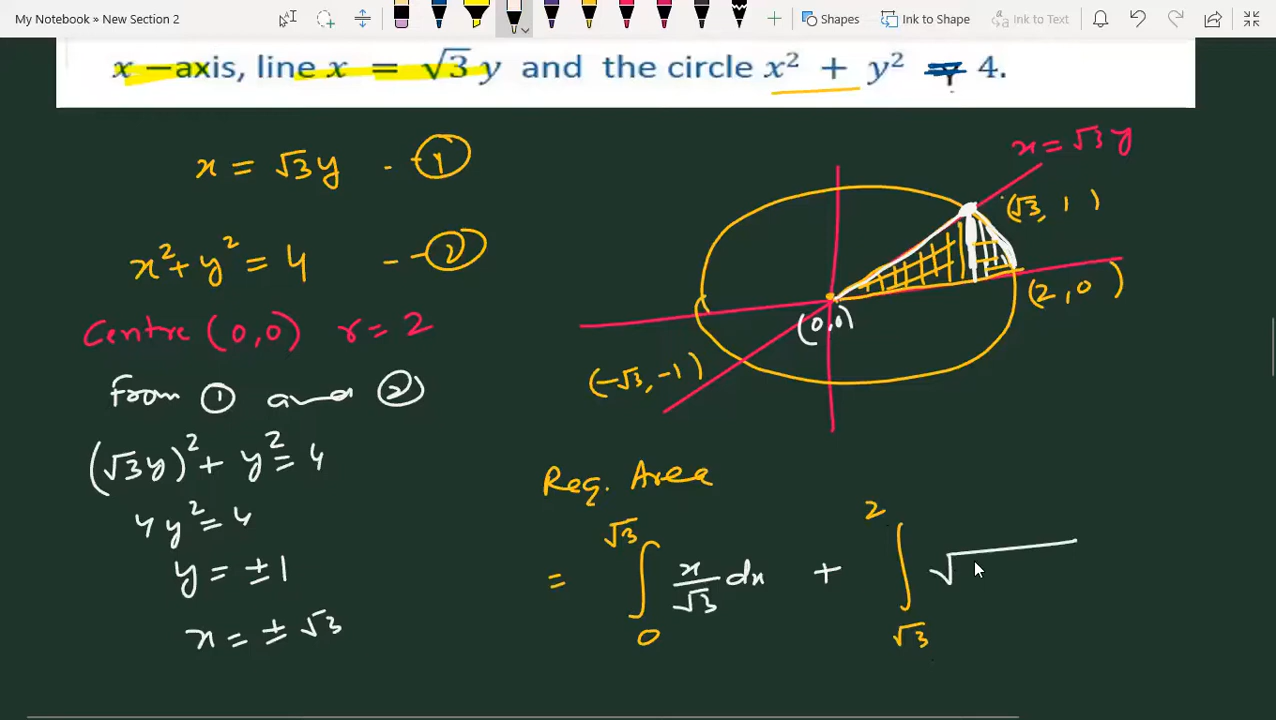 My Notebook » New Section 2
Shapes
Ink to Shape
Ink to Text
x −axis, line x = √3 y and the circle x² + y² = 4.
x = √3 y - ①
x² + y² = 4 -- ②
Centre (0,0) r = 2
From ① and ②
(√3y)² + y² = 4
4y² = 4
y = ±1
x = ± √3
x = √3 y
(√3, 1)
(2, 0)
(0,0)
(-√3, -1)
Req. Area
= ∫₀^√3 x/√3 dx + ∫_√3^2 √